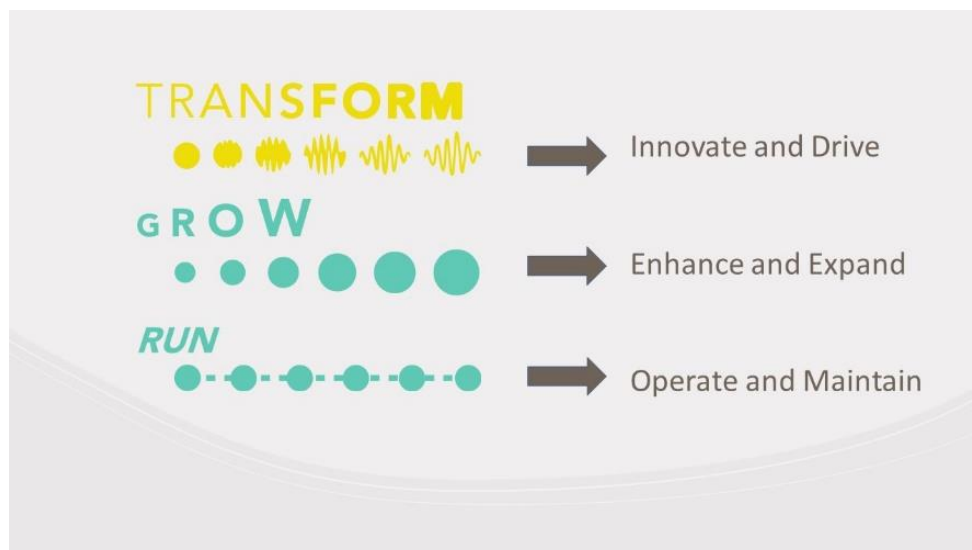 TRANSFORM
Innovate and Drive
GROW
Enhance and Expand
RUN
Operate and Maintain